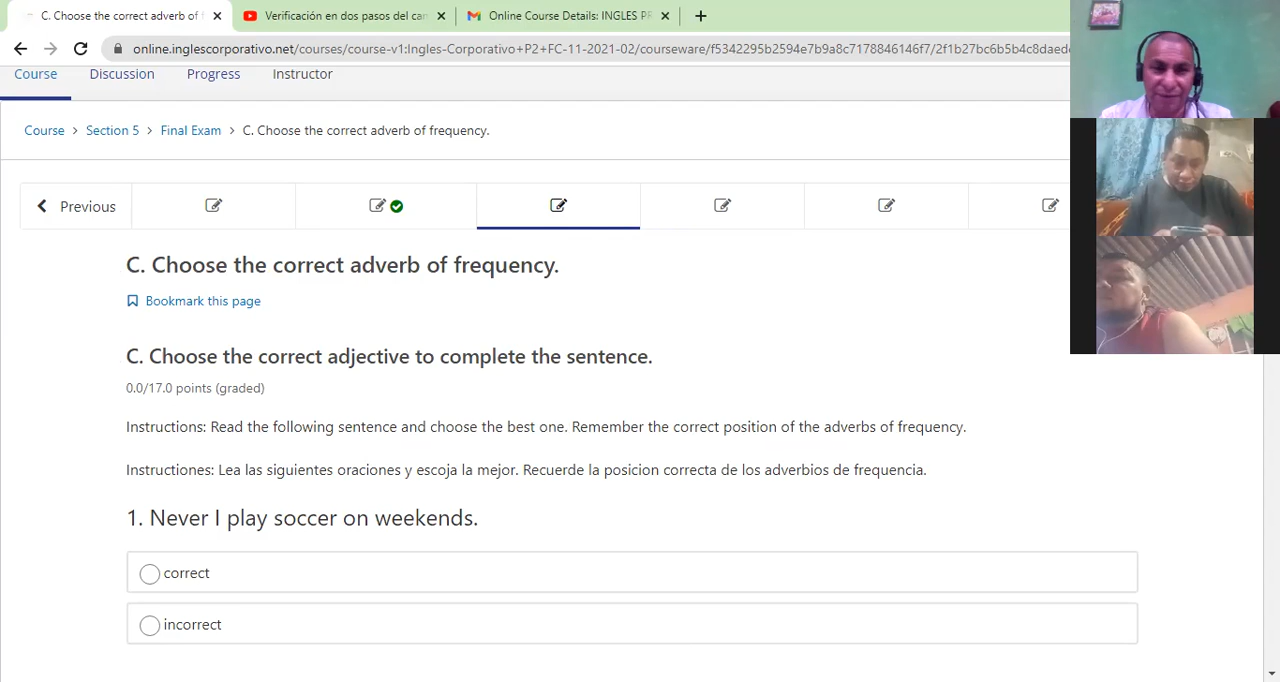 C. Choose the correct adverb of f
Verificación en dos pasos del can
Online Course Details: INGLES PR
online.inglescorporativo.net/courses/course-v1:Ingles-Corporativo+P2+FC-11-2021-02/courseware/f5342295b2594e7b9a8c7178846146f7/2f1b27bc6b5b4c8daed
Course Discussion Progress Instructor
Course > Section 5 > Final Exam > C. Choose the correct adverb of frequency.
Previous
C. Choose the correct adverb of frequency.
Bookmark this page
C. Choose the correct adjective to complete the sentence.
0.0/17.0 points (graded)
Instructions: Read the following sentence and choose the best one. Remember the correct position of the adverbs of frequency.
Instructiones: Lea las siguientes oraciones y escoja la mejor. Recuerde la posicion correcta de los adverbios de frequencia.
1. Never I play soccer on weekends.
correct
incorrect